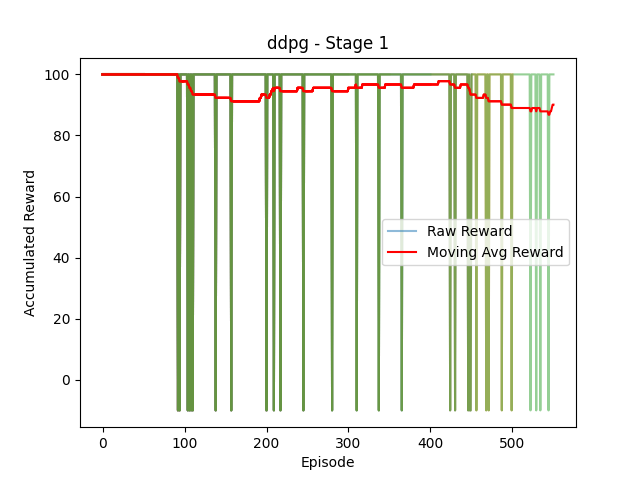 ddpg - Stage 1
Accumulated Reward
100
80
60
40
20
0
Raw Reward
Moving Avg Reward
0 100 200 300 400 500
Episode